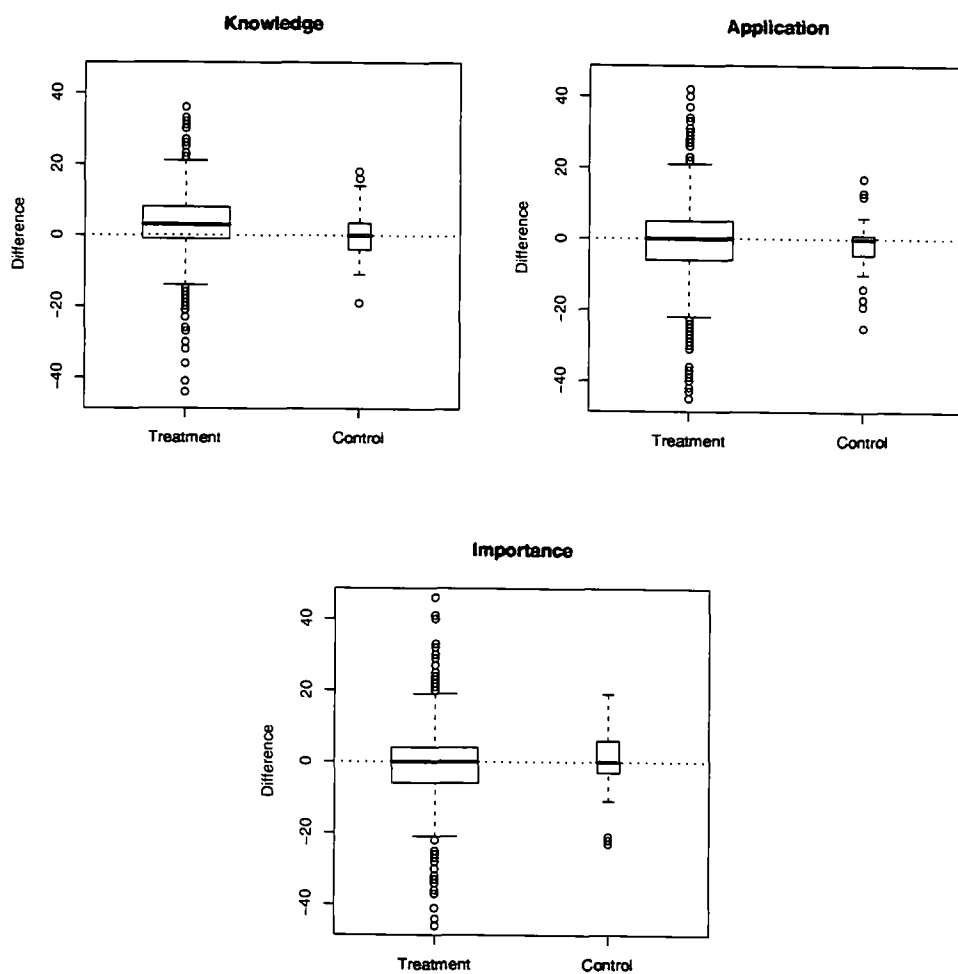 Knowledge
Difference
40
20
0
−20
−40
Treatment
Control
Application
Difference
40
20
0
−20
−40
Treatment
Control
Importance
Difference
40
20
0
−20
−40
Treatment
Control